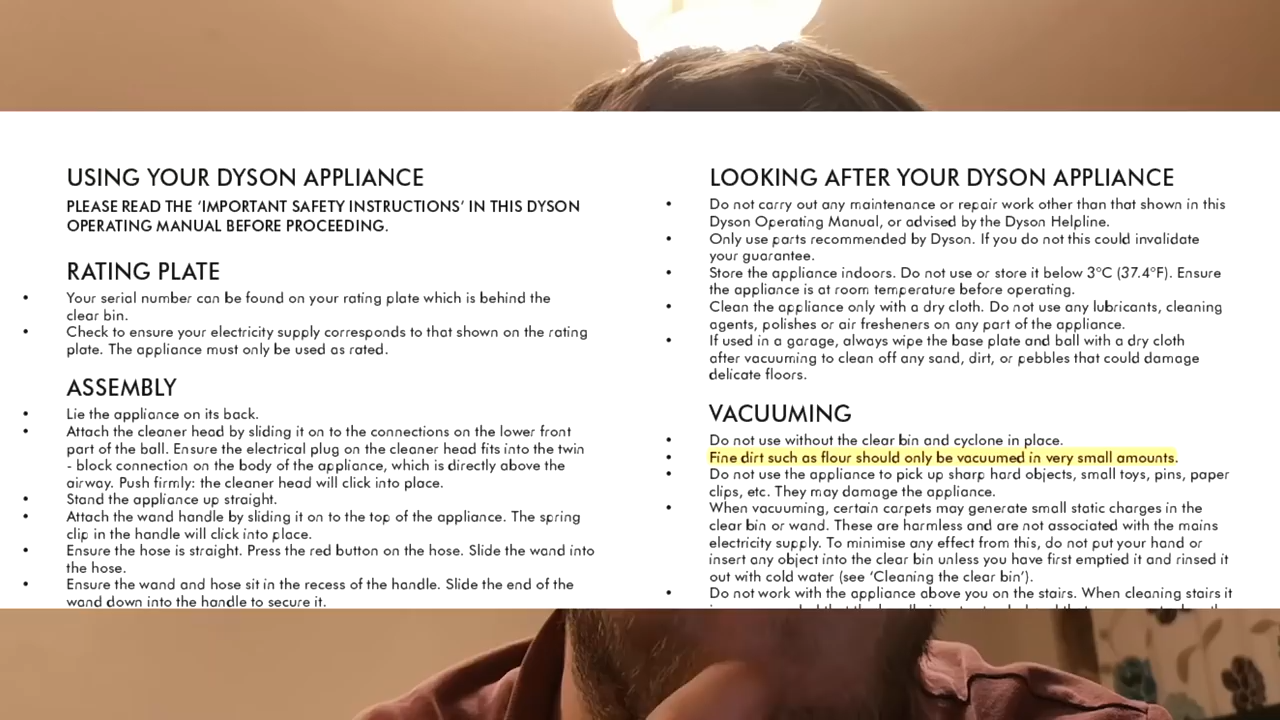 USING YOUR DYSON APPLIANCE
PLEASE READ THE ‘IMPORTANT SAFETY INSTRUCTIONS’ IN THIS DYSON
OPERATING MANUAL BEFORE PROCEEDING.
RATING PLATE
• Your serial number can be found on your rating plate which is behind the
clear bin.
• Check to ensure your electricity supply corresponds to that shown on the rating
plate. The appliance must only be used as rated.
ASSEMBLY
• Lie the appliance on its back.
• Attach the cleaner head by sliding it on to the connections on the lower front
part of the ball. Ensure the electrical plug on the cleaner head fits into the twin
- block connection on the body of the appliance, which is directly above the
airway. Push firmly: the cleaner head will click into place.
• Stand the appliance up straight.
• Attach the wand handle by sliding it on to the top of the appliance. The spring
clip in the handle will click into place.
• Ensure the hose is straight. Press the red button on the hose. Slide the wand into
the hose.
• Ensure the wand and hose sit in the recess of the handle. Slide the end of the
wand down into the handle to secure it.
LOOKING AFTER YOUR DYSON APPLIANCE
• Do not carry out any maintenance or repair work other than that shown in this
Dyson Operating Manual, or advised by the Dyson Helpline.
• Only use parts recommended by Dyson. If you do not this could invalidate
your guarantee.
• Store the appliance indoors. Do not use or store it below 3°C (37.4°F). Ensure
the appliance is at room temperature before operating.
• Clean the appliance only with a dry cloth. Do not use any lubricants, cleaning
agents, polishes or air fresheners on any part of the appliance.
• If used in a garage, always wipe the base plate and ball with a dry cloth
after vacuuming to clean off any sand, dirt, or pebbles that could damage
delicate floors.
VACUUMING
• Do not use without the clear bin and cyclone in place.
• Fine dirt such as flour should only be vacuumed in very small amounts.
• Do not use the appliance to pick up sharp hard objects, small toys, pins, paper
clips, etc. They may damage the appliance.
• When vacuuming, certain carpets may generate small static charges in the
clear bin or wand. These are harmless and are not associated with the mains
electricity supply. To minimise any effect from this, do not put your hand or
insert any object into the clear bin unless you have first emptied it and rinsed it
out with cold water (see ‘Cleaning the clear bin’).
• Do not work with the appliance above you on the stairs. When cleaning stairs it